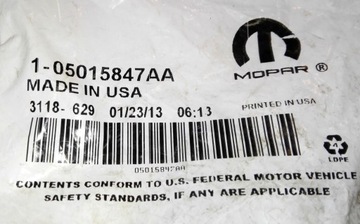 1-05015847AA
MOPAR ®
MADE IN USA
3118- 629 01/23/13 06:13
PRINTED IN USA
05015847AA
LDPE
CONTENTS CONFORM TO U.S. FEDERAL MOTOR VEHICLE
SAFETY STANDARDS, IF ANY ARE APPLICABLE